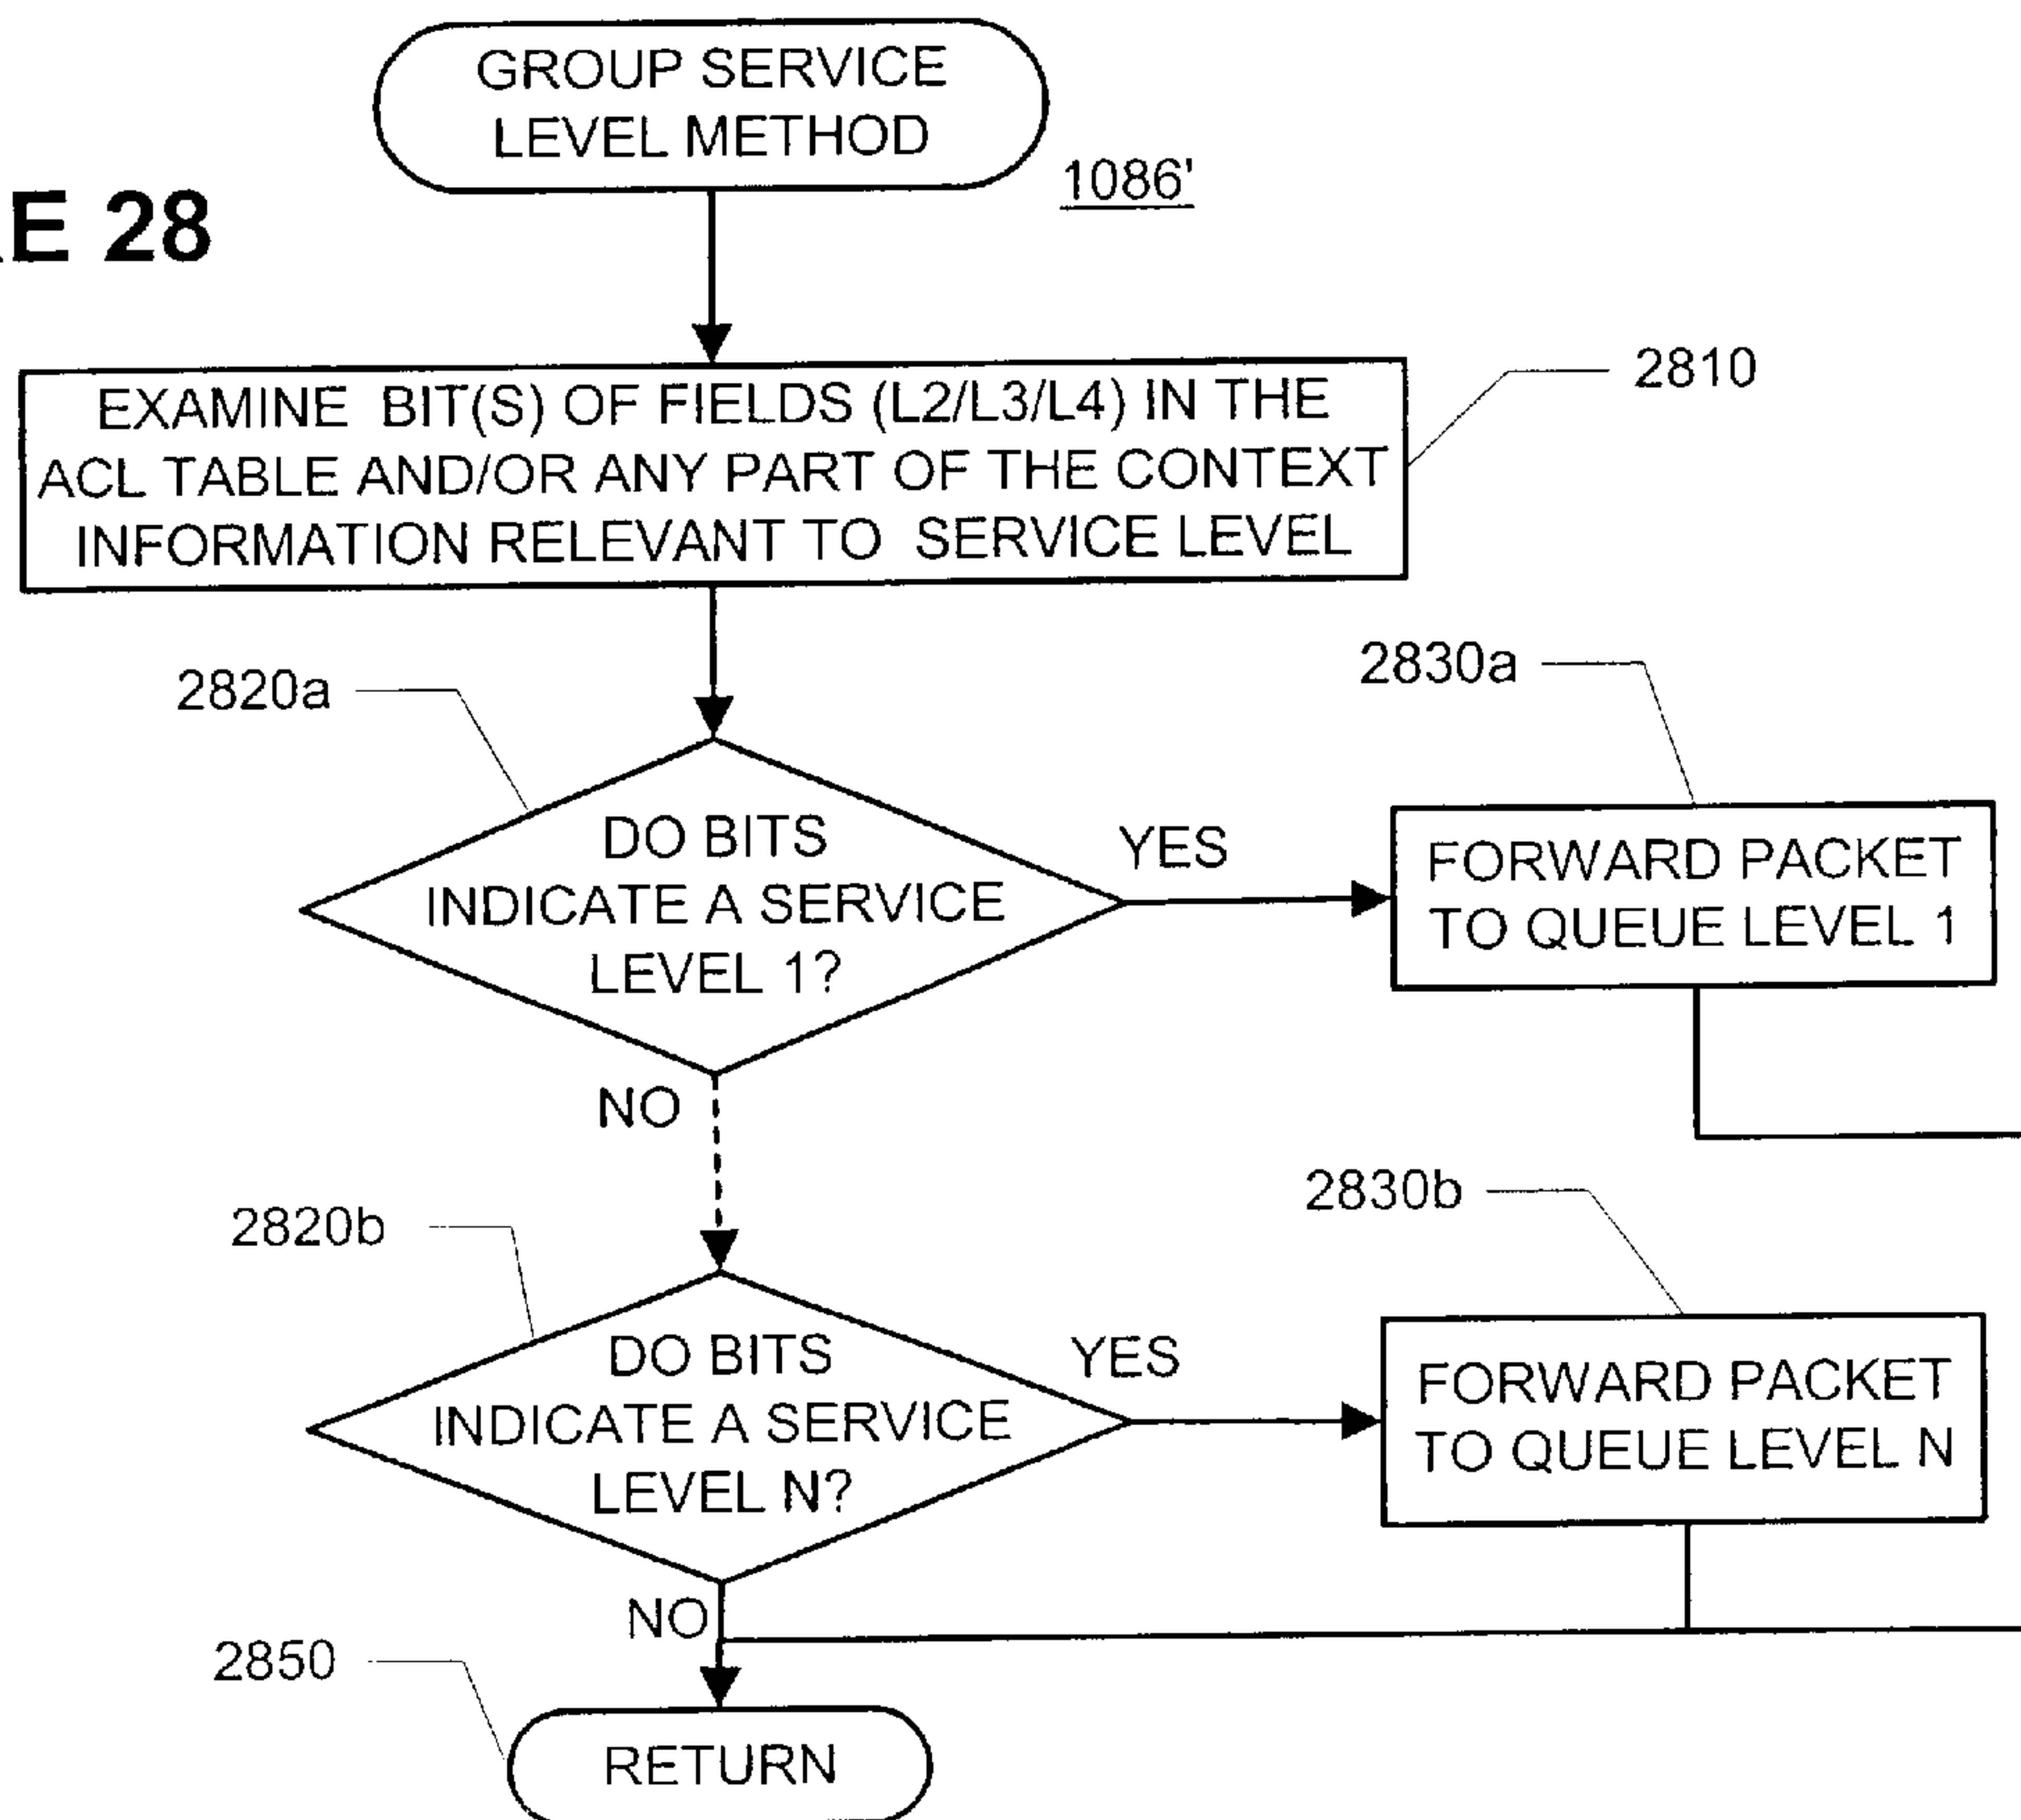 GROUP SERVICE
LEVEL METHOD
1086'
E 28
EXAMINE BIT(S) OF FIELDS (L2/L3/L4) IN THE
ACL TABLE AND/OR ANY PART OF THE CONTEXT
INFORMATION RELEVANT TO SERVICE LEVEL
2810
2820a
2830a
DO BITS
INDICATE A SERVICE
LEVEL 1?
YES
FORWARD PACKET
TO QUEUE LEVEL 1
NO
2820b
2830b
DO BITS
INDICATE A SERVICE
LEVEL N?
YES
FORWARD PACKET
TO QUEUE LEVEL N
NO
2850
RETURN